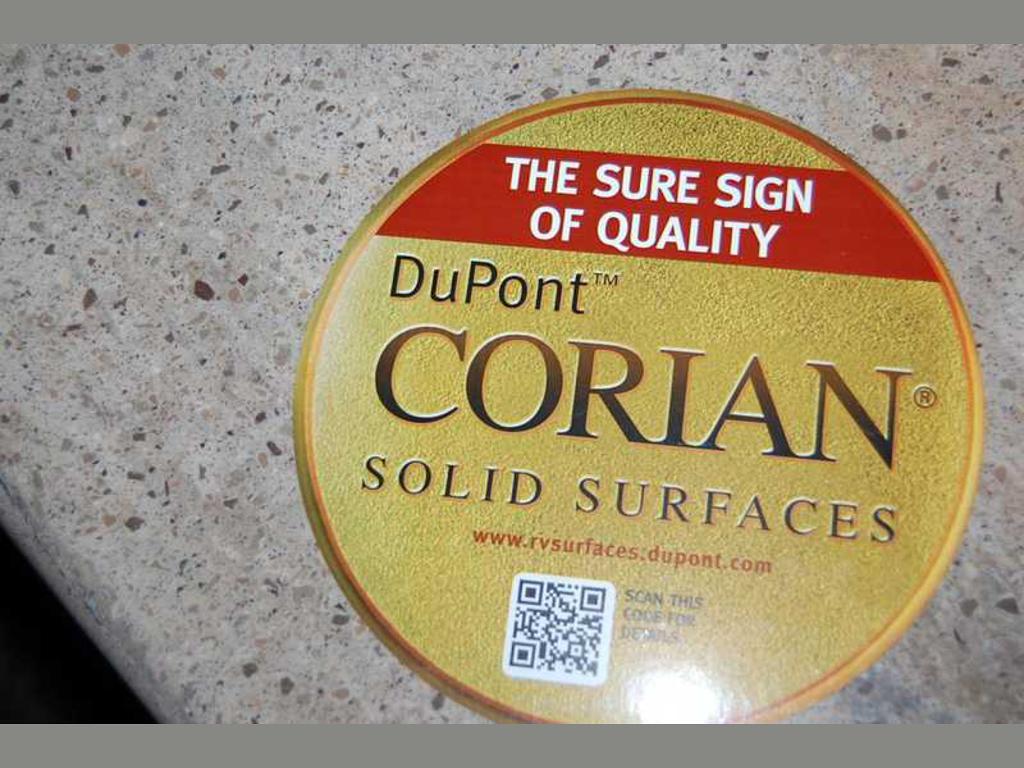 THE SURE SIGN
OF QUALITY
DuPont™
CORIAN®
SOLID SURFACES
www.rvsurfaces.dupont.com
SCAN THIS
CODE FOR
DETAILS